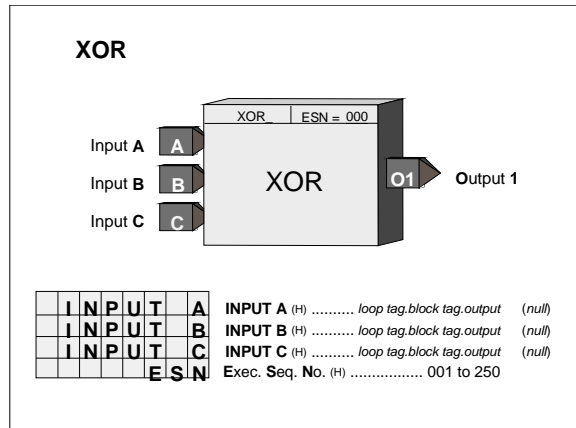 XOR
XOR_ ESN = 000
Input A A
Input B B XOR O1 Output 1
Input C C
INPUT A INPUT A (H) .......... loop tag.block tag.output (null)
INPUT B INPUT B (H) .......... loop tag.block tag.output (null)
INPUT C INPUT C (H) .......... loop tag.block tag.output (null)
ESN Exec. Seq. No. (H) ................ 001 to 250